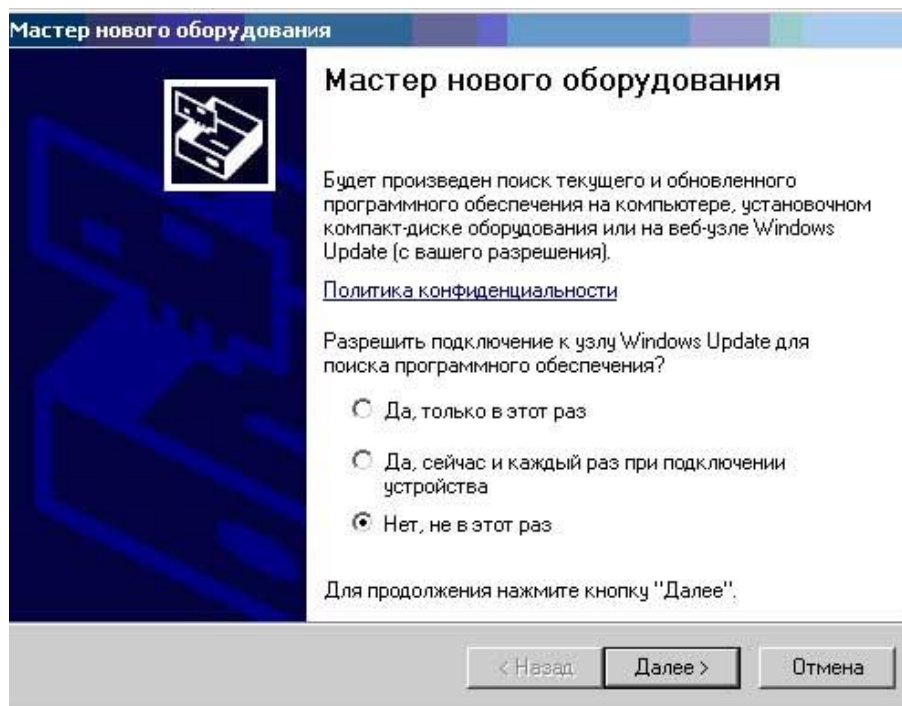 Мастер нового оборудования
Мастер нового оборудования
Будет произведен поиск текущего и обновленного
программного обеспечения на компьютере, установочном
компакт-диске оборудования или на веб-узле Windows
Update (с вашего разрешения).
Политика конфиденциальности
Разрешить подключение к узлу Windows Update для
поиска программного обеспечения?
Да, только в этот раз
Да, сейчас и каждый раз при подключении
устройства
Нет, не в этот раз
Для продолжения нажмите кнопку "Далее".
< Назад Далее > Отмена